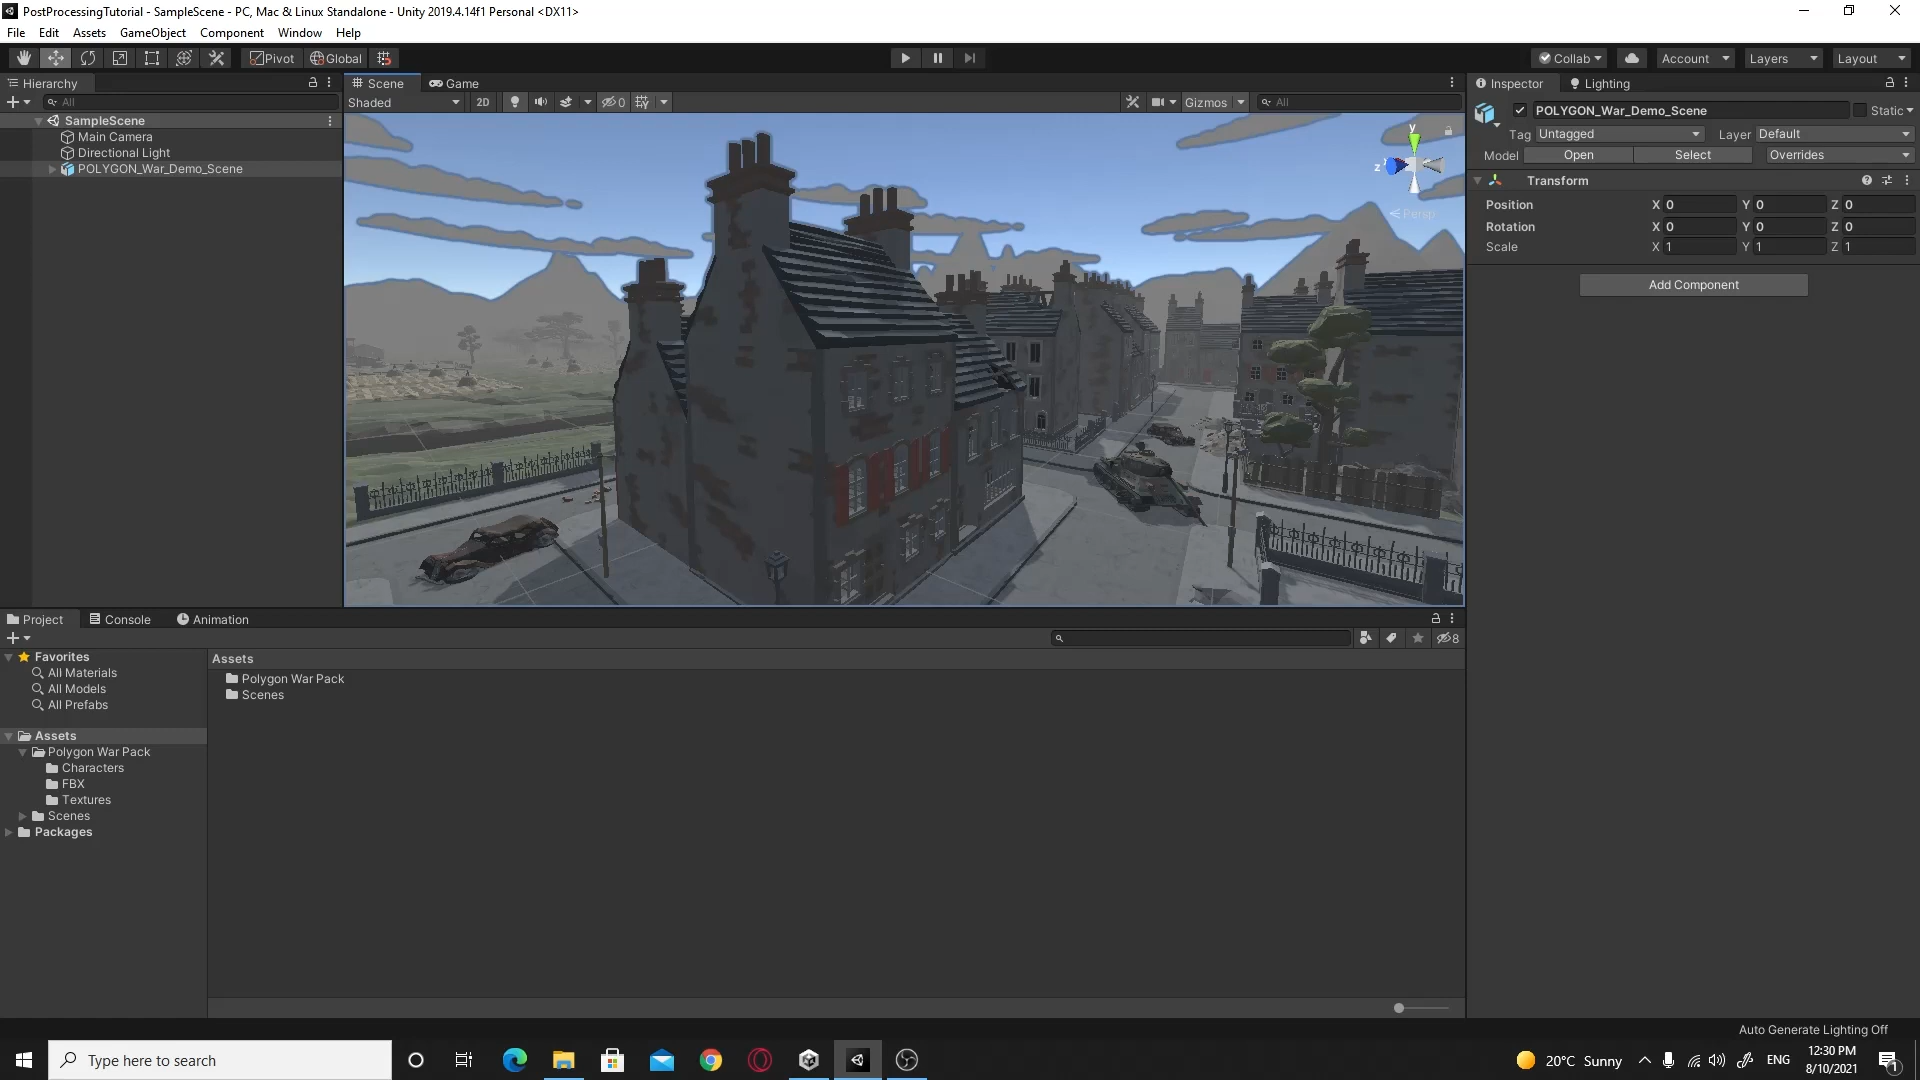 PostProcessingTutorial - SampleScene - PC, Mac & Linux Standalone - Unity 2019.4.14f1 Personal <DX11>
File Edit Assets GameObject Component Window Help
Pivot Global Collab Account Layers Layout
Hierarchy
All
SampleScene
Main Camera
Directional Light
POLYGON_War_Demo_Scene
Scene Game
Shaded 2D 0 Gizmos All
y
z
Persp
Inspector Lighting
POLYGON_War_Demo_Scene Static
Tag Untagged Layer Default
Model Open Select Overrides
Transform
Position X 0 Y 0 Z 0
Rotation X 0 Y 0 Z 0
Scale X 1 Y 1 Z 1
Add Component
Project Console Animation
8
Favorites
All Materials
All Models
All Prefabs
Assets
Polygon War Pack
Characters
FBX
Textures
Scenes
Packages
Assets
Polygon War Pack
Scenes
Auto Generate Lighting Off
Type here to search
20°C Sunny
ENG
12:30 PM
8/10/2021
1